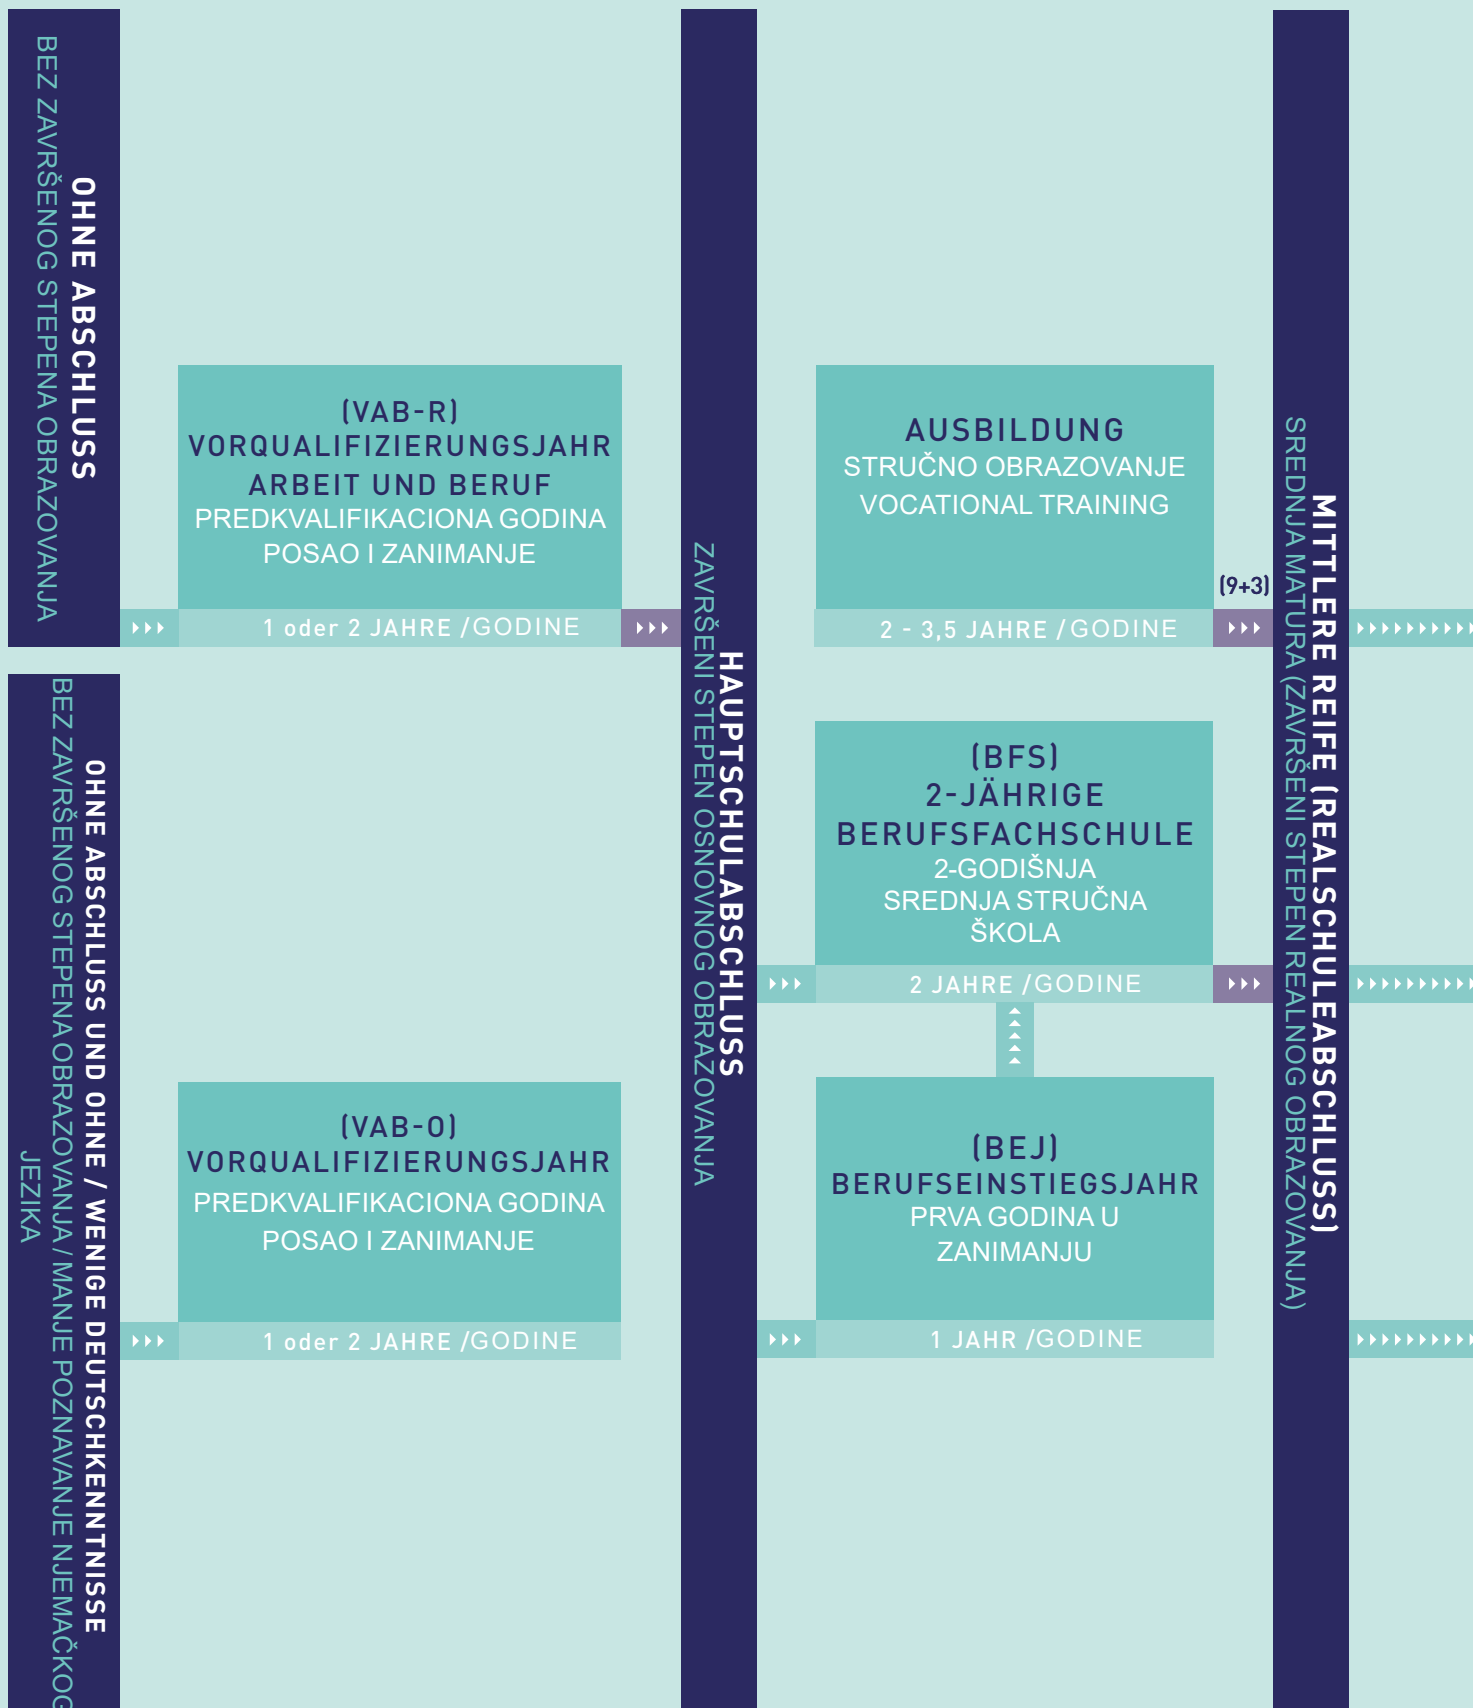 OHNE ABSCHLUSS
BEZ ZAVRŠENOG STEPENA OBRAZOVANJA
(VAB-R)
VORQUALIFIZIERUNGSJAHR
ARBEIT UND BERUF
PREDKVALIFIKACIONA GODINA
POSAO I ZANIMANJE
1 oder 2 JAHRE /GODINE
OHNE ABSCHLUSS UND OHNE / WENIGE DEUTSCHKENNTNISSE
BEZ ZAVRŠENOG STEPENA OBRAZOVANJA / MANJE POZNAVANJE NJEMAČKOG
JEZIKA
(VAB-O)
VORQUALIFIZIERUNGSJAHR
PREDKVALIFIKACIONA GODINA
POSAO I ZANIMANJE
1 oder 2 JAHRE /GODINE
HAUPTSCHULABSCHLUSS
ZAVRŠENI STEPEN OSNOVNOG OBRAZOVANJA
AUSBILDUNG
STRUČNO OBRAZOVANJE
VOCATIONAL TRAINING
(9+3)
2 - 3,5 JAHRE /GODINE
(BFS)
2-JÄHRIGE
BERUFSFACHSCHULE
2-GODIŠNJA
SREDNJA STRUČNA
ŠKOLA
2 JAHRE /GODINE
(BEJ)
BERUFSEINSTIEGSJAHR
PRVA GODINA U
ZANIMANJU
1 JAHR /GODINE
MITTLERE REIFE (REALSCHULEABSCHLUSS)
SREDNJA MATURA (ZAVRŠENI STEPEN REALNOG OBRAZOVANJA)